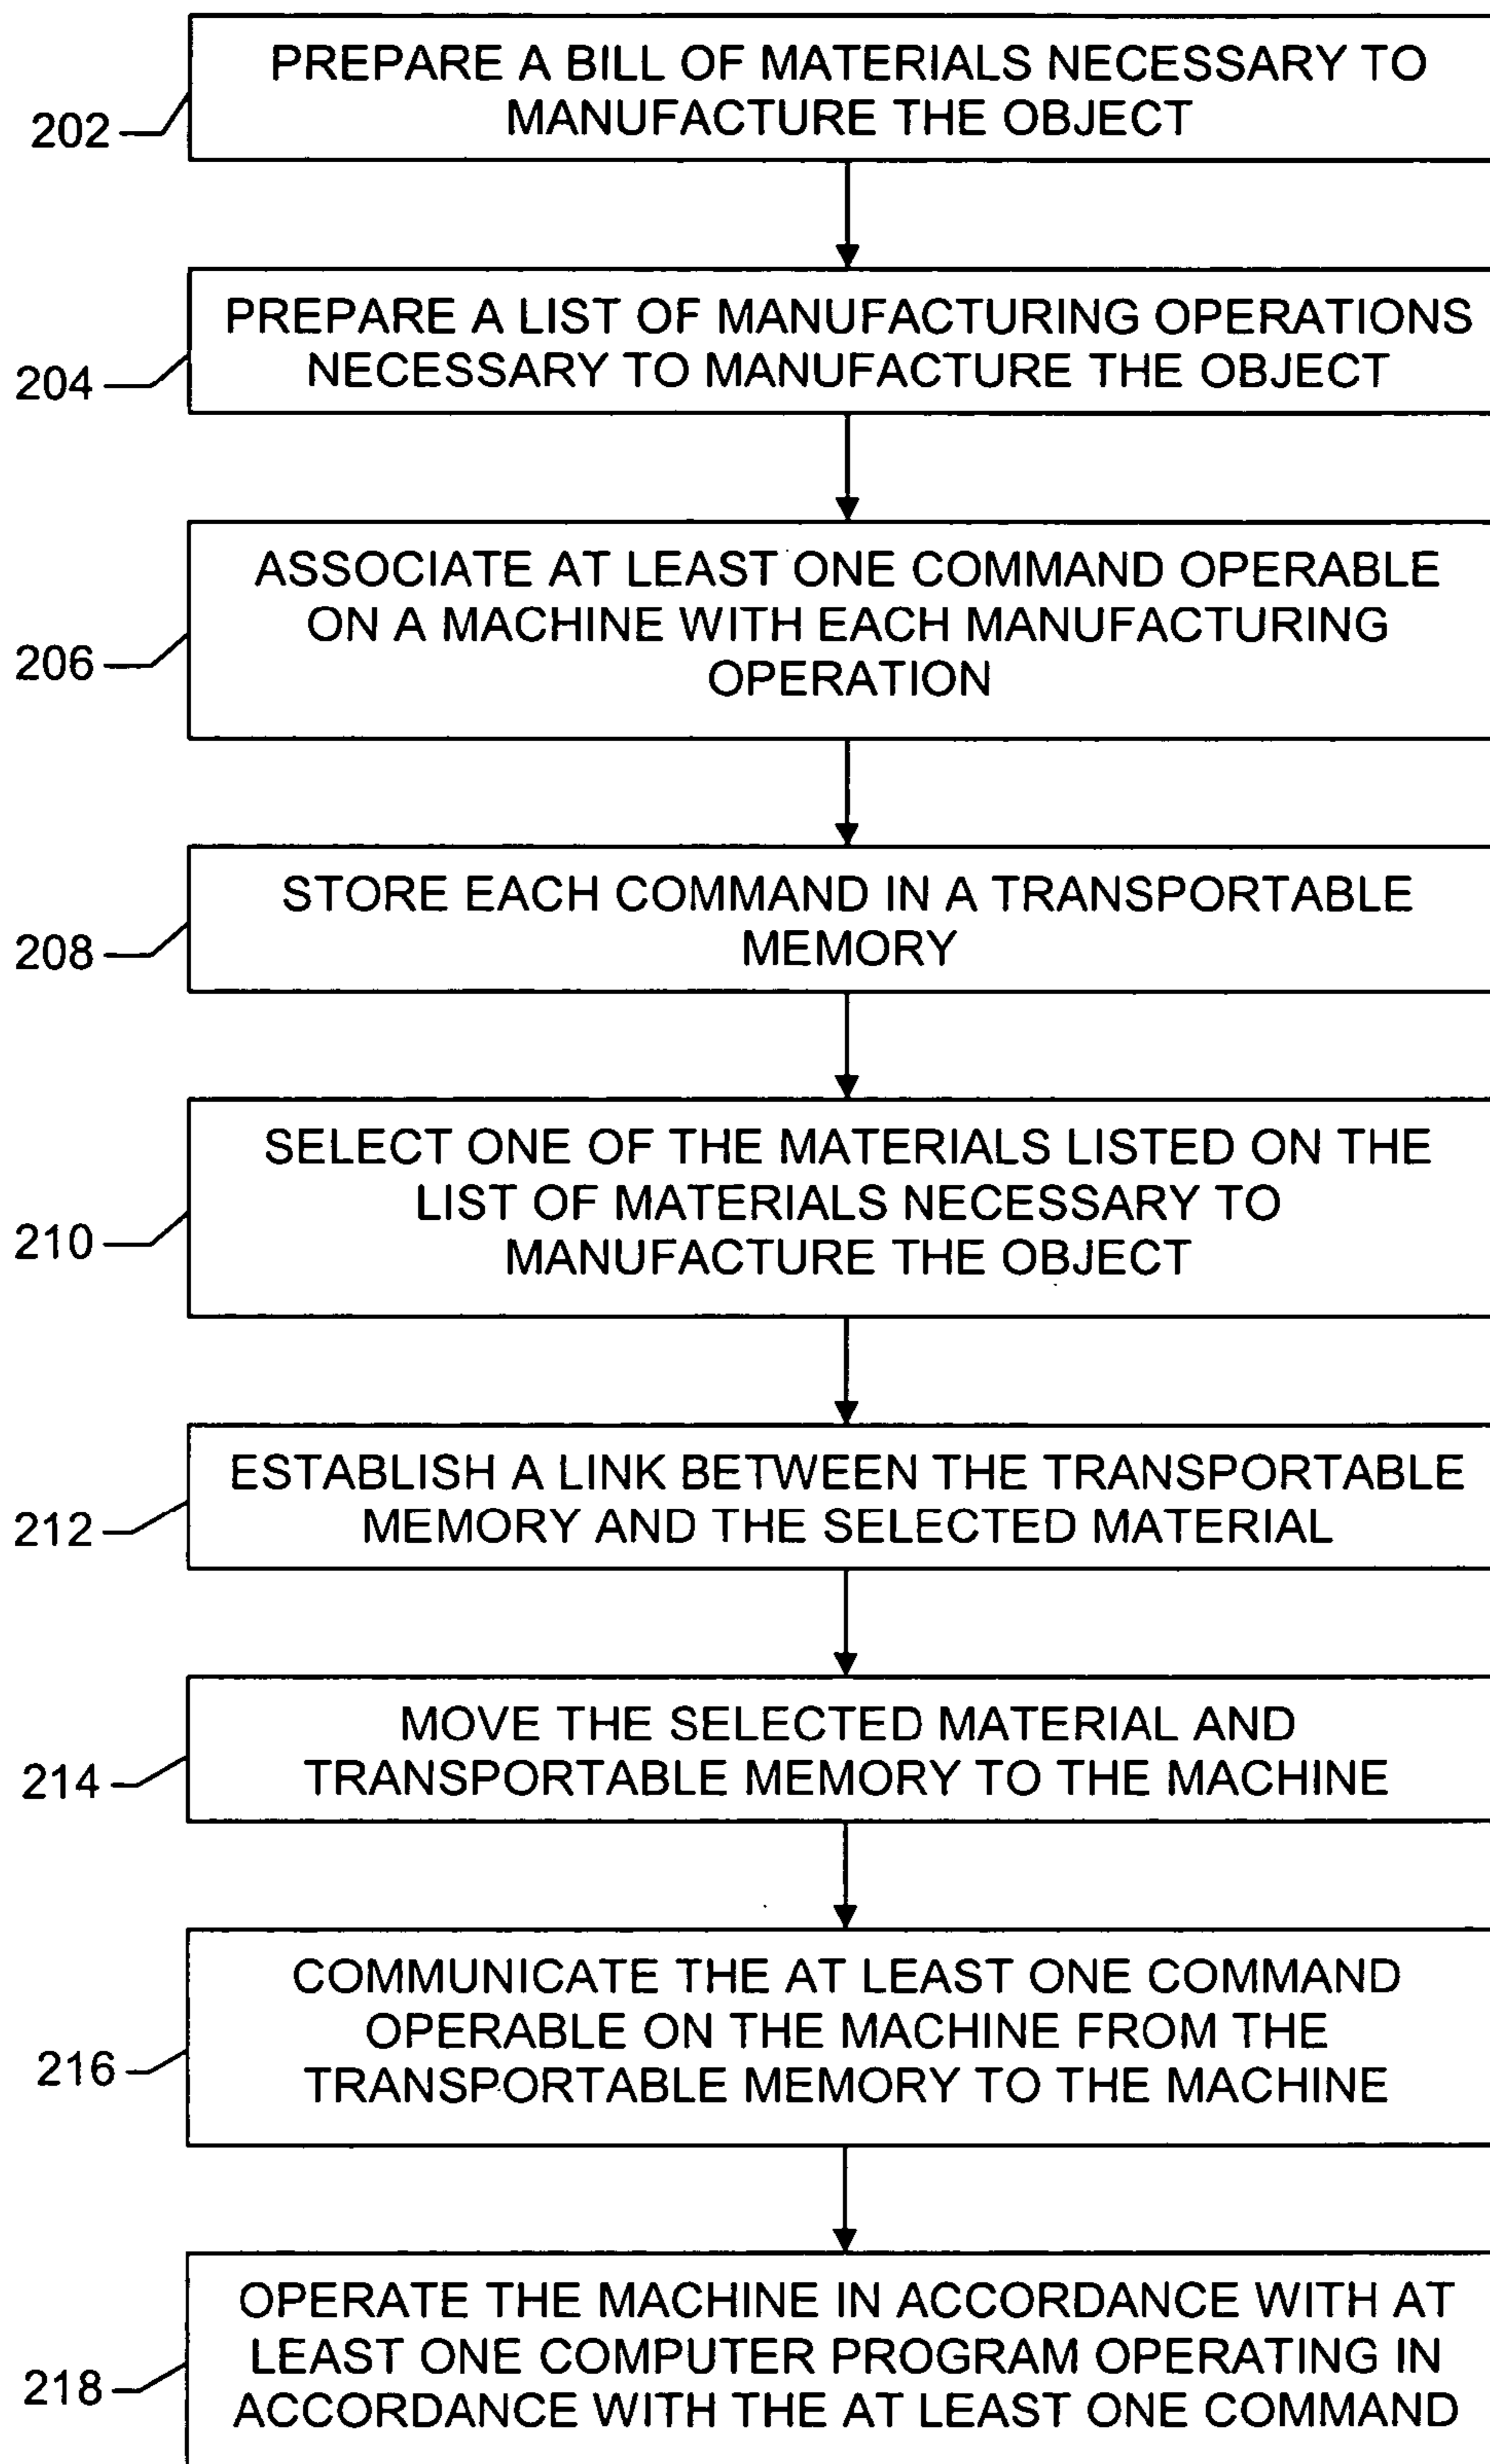 PREPARE A BILL OF MATERIALS NECESSARY TO
MANUFACTURE THE OBJECT
202
PREPARE A LIST OF MANUFACTURING OPERATIONS
NECESSARY TO MANUFACTURE THE OBJECT
204
ASSOCIATE AT LEAST ONE COMMAND OPERABLE
ON A MACHINE WITH EACH MANUFACTURING
OPERATION
206
STORE EACH COMMAND IN A TRANSPORTABLE
MEMORY
208
SELECT ONE OF THE MATERIALS LISTED ON THE
LIST OF MATERIALS NECESSARY TO
MANUFACTURE THE OBJECT
210
ESTABLISH A LINK BETWEEN THE TRANSPORTABLE
MEMORY AND THE SELECTED MATERIAL
212
MOVE THE SELECTED MATERIAL AND
TRANSPORTABLE MEMORY TO THE MACHINE
214
COMMUNICATE THE AT LEAST ONE COMMAND
OPERABLE ON THE MACHINE FROM THE
TRANSPORTABLE MEMORY TO THE MACHINE
216
OPERATE THE MACHINE IN ACCORDANCE WITH AT
LEAST ONE COMPUTER PROGRAM OPERATING IN
ACCORDANCE WITH THE AT LEAST ONE COMMAND
218